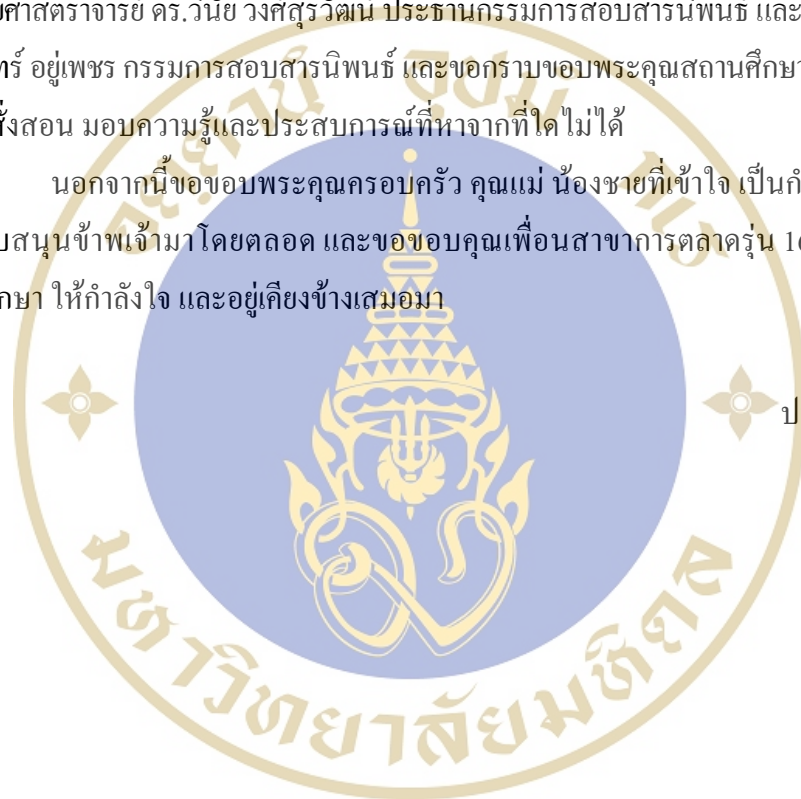 ยศาสตราจารย์ ดร.วินัย วงศ์สุรวัฒน์ ประธานกรรมการสอบสารนิพนธ์ และ
ทร์ อยู่เพชร กรรมการสอบสารนิพนธ์ และขอกราบขอบพระคุณสถานศึกษา
สั่งสอน มอบความรู้และประสบการณ์ที่หาจากที่ใดไม่ได้
นอกจากนี้ขอขอบพระคุณครอบครัว คุณแม่ น้องชายที่เข้าใจ เป็นกำ
บสนุนข้าพเจ้ามาโดยตลอด และขอขอบคุณเพื่อนสาขาการตลาดรุ่น 16
กษา ให้กำลังใจ และอยู่เคียงข้างเสมอมา
ป
อตฺตานํ อุปมํ กเร
มหาวิทยาลัยมหิดล